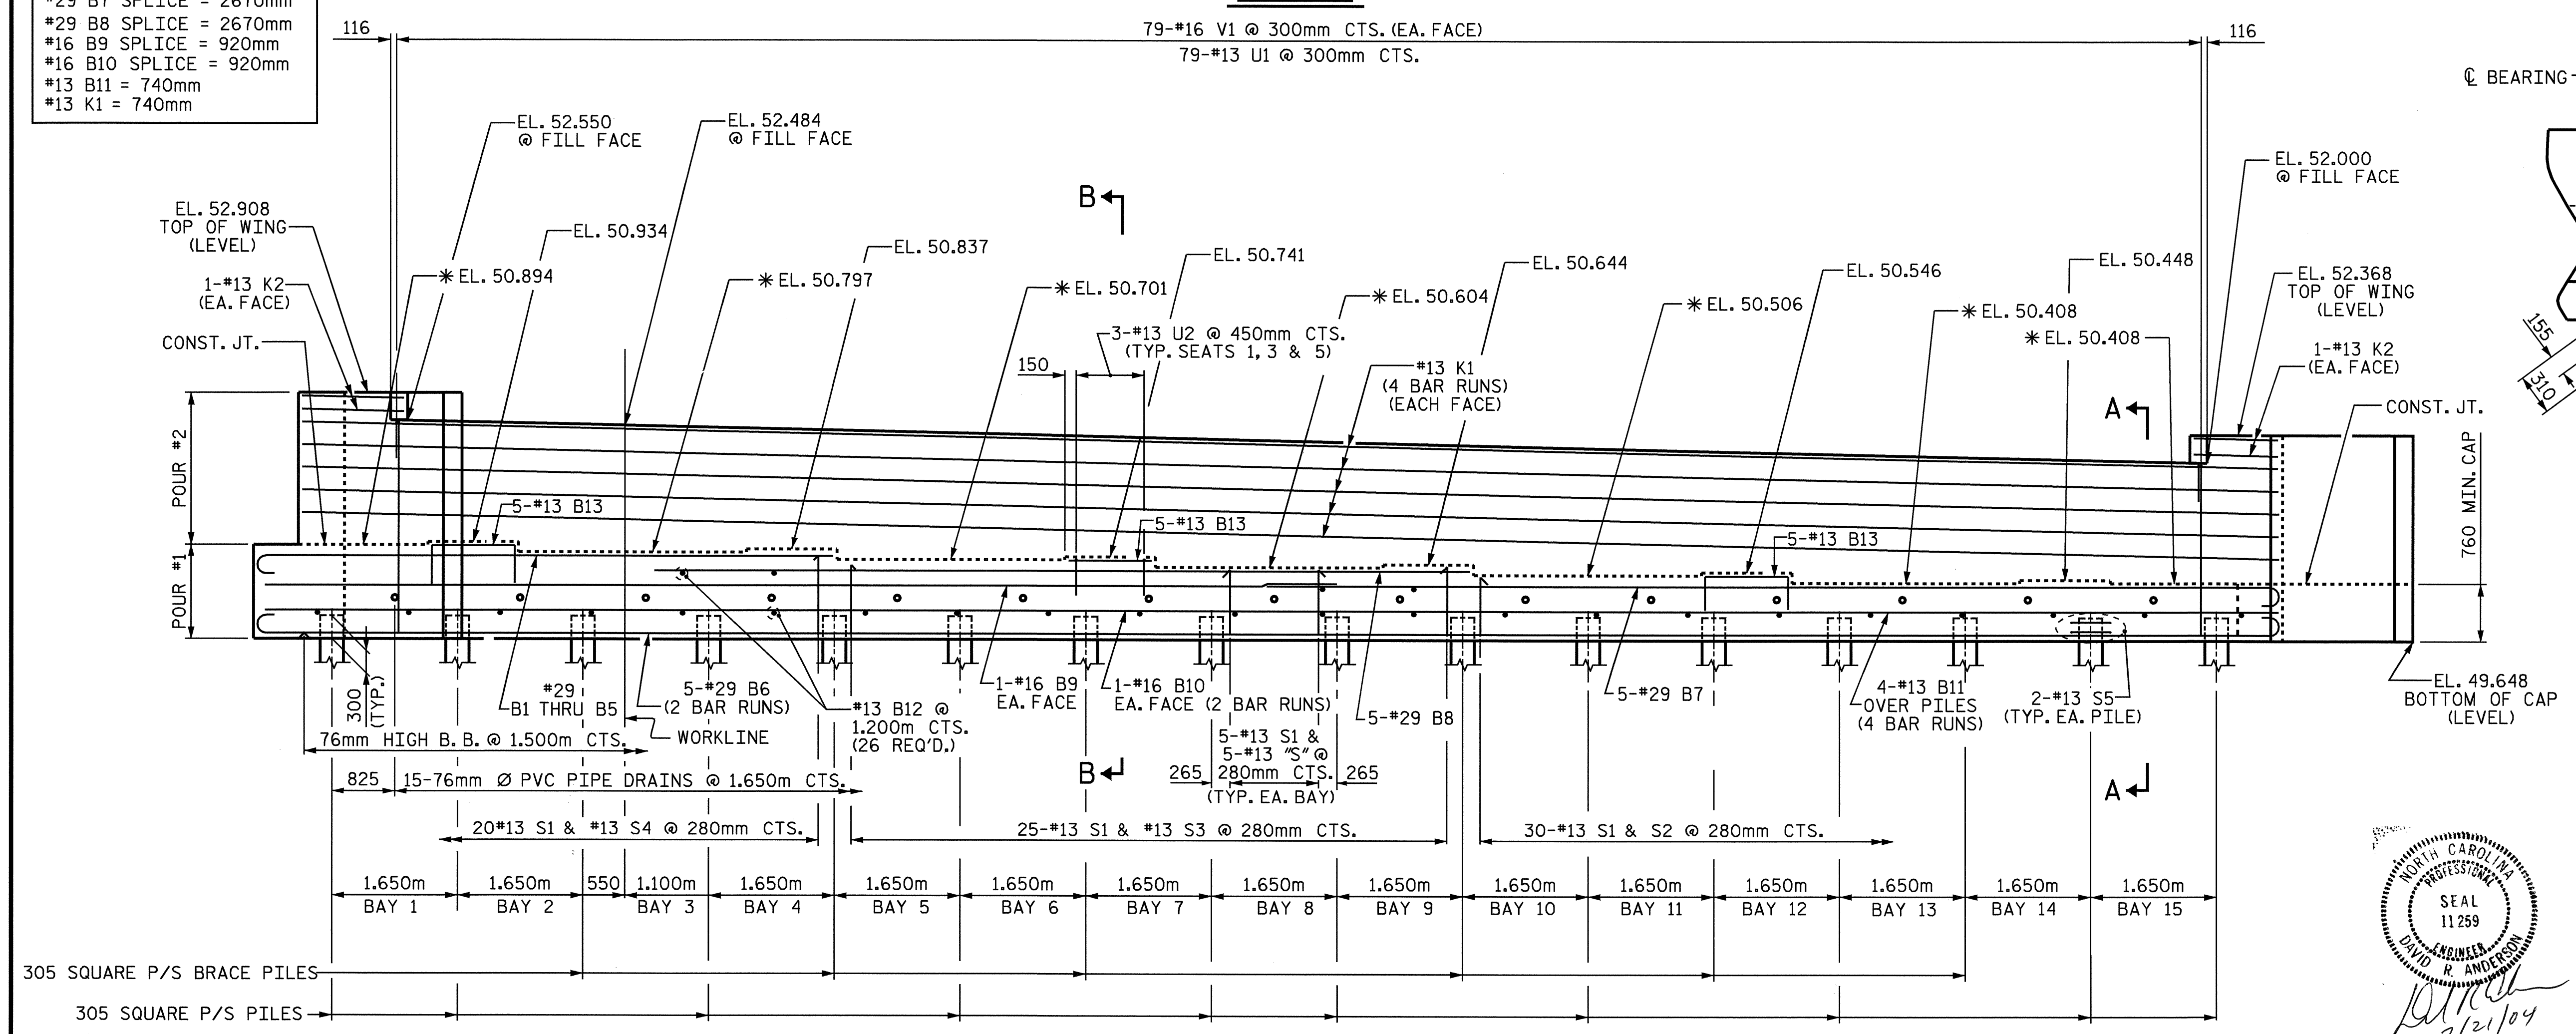 #29 B7 SPLICE = 2670mm
#29 B8 SPLICE = 2670mm
#16 B9 SPLICE = 920mm
#16 B10 SPLICE = 920mm
#13 B11 = 740mm
#13 K1 = 740mm
116
79-#16 V1 @ 300mm CTS. (EA. FACE)
79-#13 U1 @ 300mm CTS.
116
℄ BEARING
EL. 52.550
@ FILL FACE
EL. 52.484
@ FILL FACE
EL. 52.000
@ FILL FACE
B
EL. 52.908
TOP OF WING
(LEVEL)
EL. 50.934
EL. 50.837
EL. 50.741
EL. 50.644
EL. 50.546
EL. 50.448
EL. 52.368
TOP OF WING
(LEVEL)
1-#13 K2
(EA. FACE)
* EL. 50.894
* EL. 50.797
* EL. 50.701
* EL. 50.604
* EL. 50.506
* EL. 50.408
* EL. 50.408
CONST. JT.
150
3-#13 U2 @ 450mm CTS.
(TYP. SEATS 1, 3 & 5)
#13 K1
(4 BAR RUNS)
(EACH FACE)
1-#13 K2
(EA. FACE)
155
310
A
CONST. JT.
POUR #2
POUR #1
760 MIN. CAP
5-#13 B13
5-#13 B13
5-#13 B13
300
(TYP.)
#29
B1 THRU B5
5-#29 B6
(2 BAR RUNS)
#13 B12 @
1.200m CTS.
(26 REQ'D.)
1-#16 B9
EA. FACE
1-#16 B10
EA. FACE (2 BAR RUNS)
5-#29 B8
5-#29 B7
4-#13 B11
OVER PILES
(4 BAR RUNS)
2-#13 S5
(TYP. EA. PILE)
EL. 49.648
BOTTOM OF CAP
(LEVEL)
76mm HIGH B. B. @ 1.500m CTS.
WORKLINE
5-#13 S1 &
5-#13 "S" @
265 280mm CTS. 265
(TYP. EA. BAY)
825
15-76mm Ø PVC PIPE DRAINS @ 1.650m CTS.
B
A
20#13 S1 & #13 S4 @ 280mm CTS.
25-#13 S1 & #13 S3 @ 280mm CTS.
30-#13 S1 & S2 @ 280mm CTS.
1.650m 1.650m 550 1.100m 1.650m 1.650m 1.650m 1.650m 1.650m 1.650m 1.650m 1.650m 1.650m 1.650m 1.650m 1.650m
BAY 1 BAY 2 BAY 3 BAY 4 BAY 5 BAY 6 BAY 7 BAY 8 BAY 9 BAY 10 BAY 11 BAY 12 BAY 13 BAY 14 BAY 15
305 SQUARE P/S BRACE PILES
305 SQUARE P/S PILES
NORTH CAROLINA
PROFESSIONAL
SEAL
11259
ENGINEER
DAVID R. ANDERSON